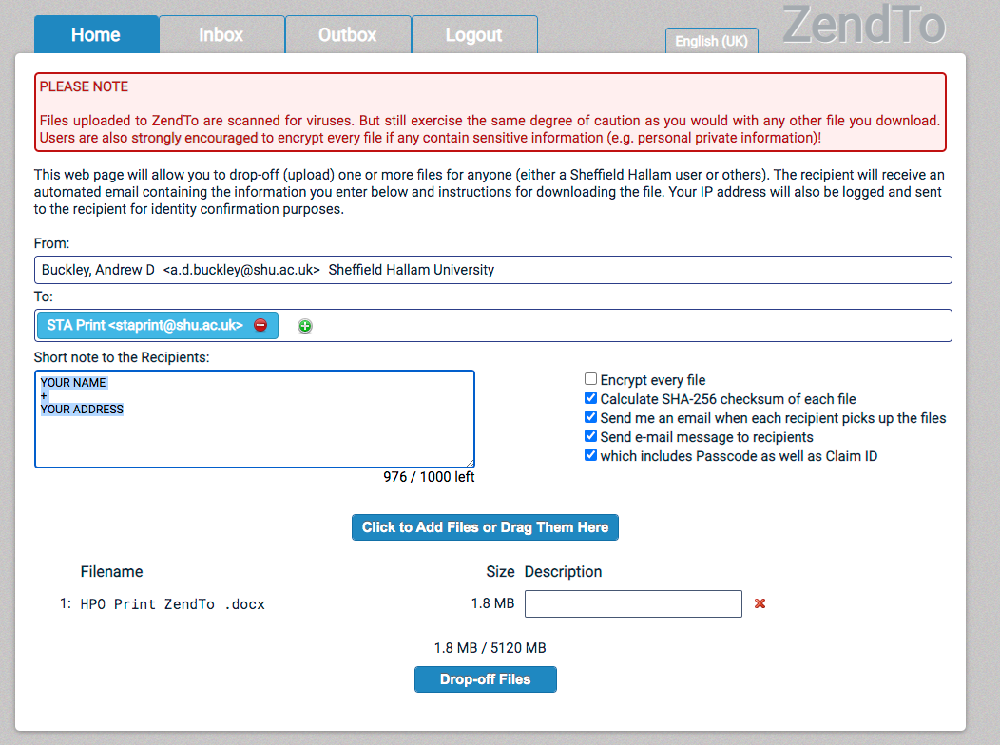 Home
Inbox
Outbox
Logout
English (UK)
ZendTo
PLEASE NOTE
Files uploaded to ZendTo are scanned for viruses. But still exercise the same degree of caution as you would with any other file you download.
Users are also strongly encouraged to encrypt every file if any contain sensitive information (e.g. personal private information)!
This web page will allow you to drop-off (upload) one or more files for anyone (either a Sheffield Hallam user or others). The recipient will receive an
automated email containing the information you enter below and instructions for downloading the file. Your IP address will also be logged and sent
to the recipient for identity confirmation purposes.
From:
Buckley, Andrew D <a.d.buckley@shu.ac.uk> Sheffield Hallam University
To:
STA Print <staprint@shu.ac.uk>
Short note to the Recipients:
YOUR NAME
+
YOUR ADDRESS
976 / 1000 left
Encrypt every file
Calculate SHA-256 checksum of each file
Send me an email when each recipient picks up the files
Send e-mail message to recipients
which includes Passcode as well as Claim ID
Click to Add Files or Drag Them Here
Filename Size Description
1: HPO Print ZendTo .docx 1.8 MB
1.8 MB / 5120 MB
Drop-off Files